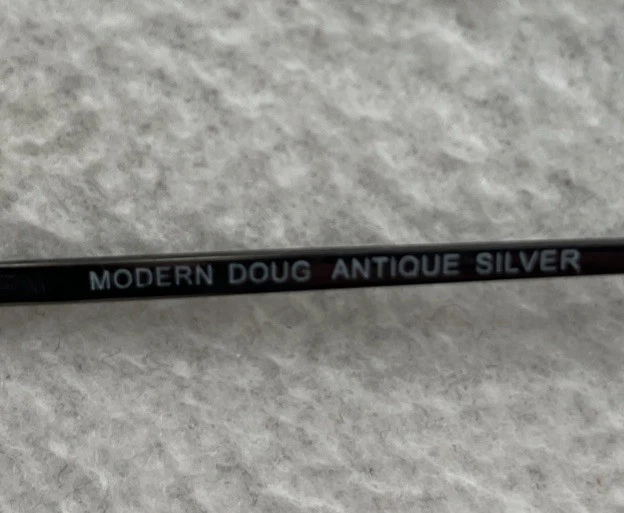 MODERN DOUG ANTIQUE SILVER